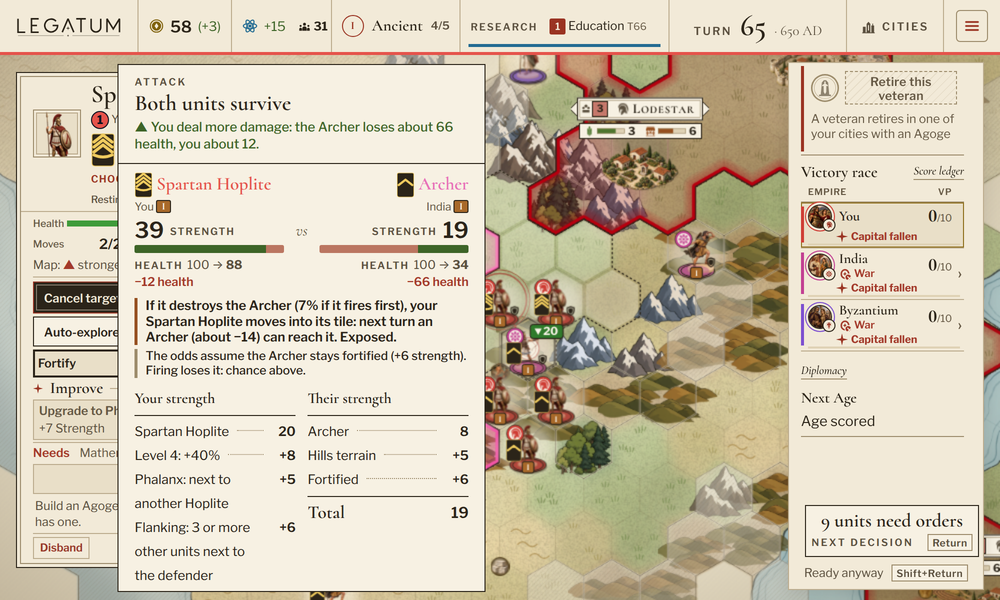 LEGATUM
58 (+3)
+15
31
I Ancient 4/5
RESEARCH 1 Education T66
TURN 65 · 650 AD
CITIES
Sp
1
CHO
Resti
Health
Moves 2/2
Map: ▲ stronge
Cancel targe
Auto-explore
Fortify
Improve
Upgrade to Ph
+7 Strength
Needs Mathe
Build an Agoge
has one.
Disband
ATTACK
Both units survive
▲ You deal more damage: the Archer loses about 66
health, you about 12.
Spartan Hoplite
Archer
You I
India I
39 STRENGTH
vs
STRENGTH 19
HEALTH 100 → 88
HEALTH 100 → 34
−12 health
−66 health
If it destroys the Archer (7% if it fires first), your
Spartan Hoplite moves into its tile: next turn an
Archer (about −14) can reach it. Exposed.
The odds assume the Archer stays fortified (+6 strength).
Firing loses it: chance above.
Your strength
Spartan Hoplite 20
Level 4: +40% +8
Phalanx: next to +5
another Hoplite
Flanking: 3 or more +6
other units next to
the defender
Their strength
Archer 8
Hills terrain +5
Fortified +6
Total 19
3 LODESTAR
3 6
I
I
I
▼20
I
I
I
I
Retire this
veteran
A veteran retires in one of
your cities with an Agoge
Victory race
Score ledger
EMPIRE VP
You 0/10
Capital fallen
India 0/10
War
Capital fallen
›
Byzantium 0/10
War
Capital fallen
›
Diplomacy
Next Age
Age scored
9 units need orders
NEXT DECISION Return
Ready anyway Shift+Return
6